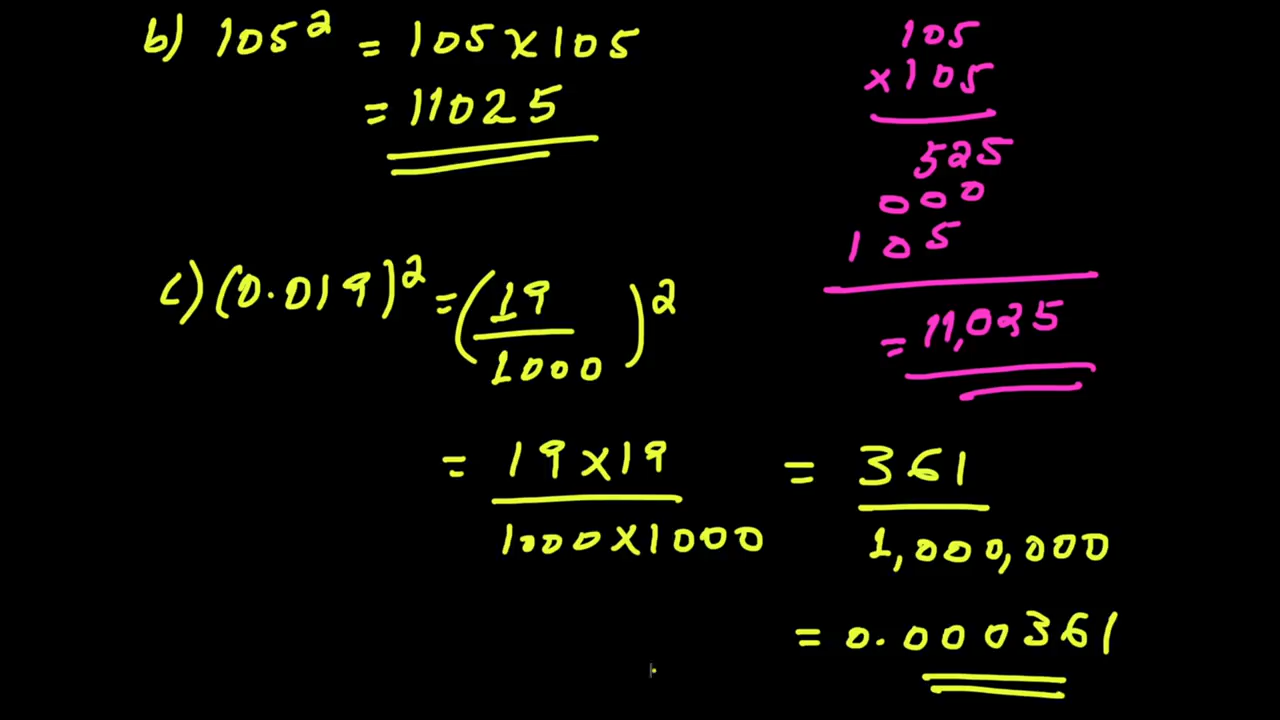 b) 105² = 105 × 105
= 11025
105
× 105
525
000
105
= 11,025
c) (0.019)² = (19/1000)²
= 19 × 19 / 1000 × 1000 = 361 / 1,000,000
= 0.000361